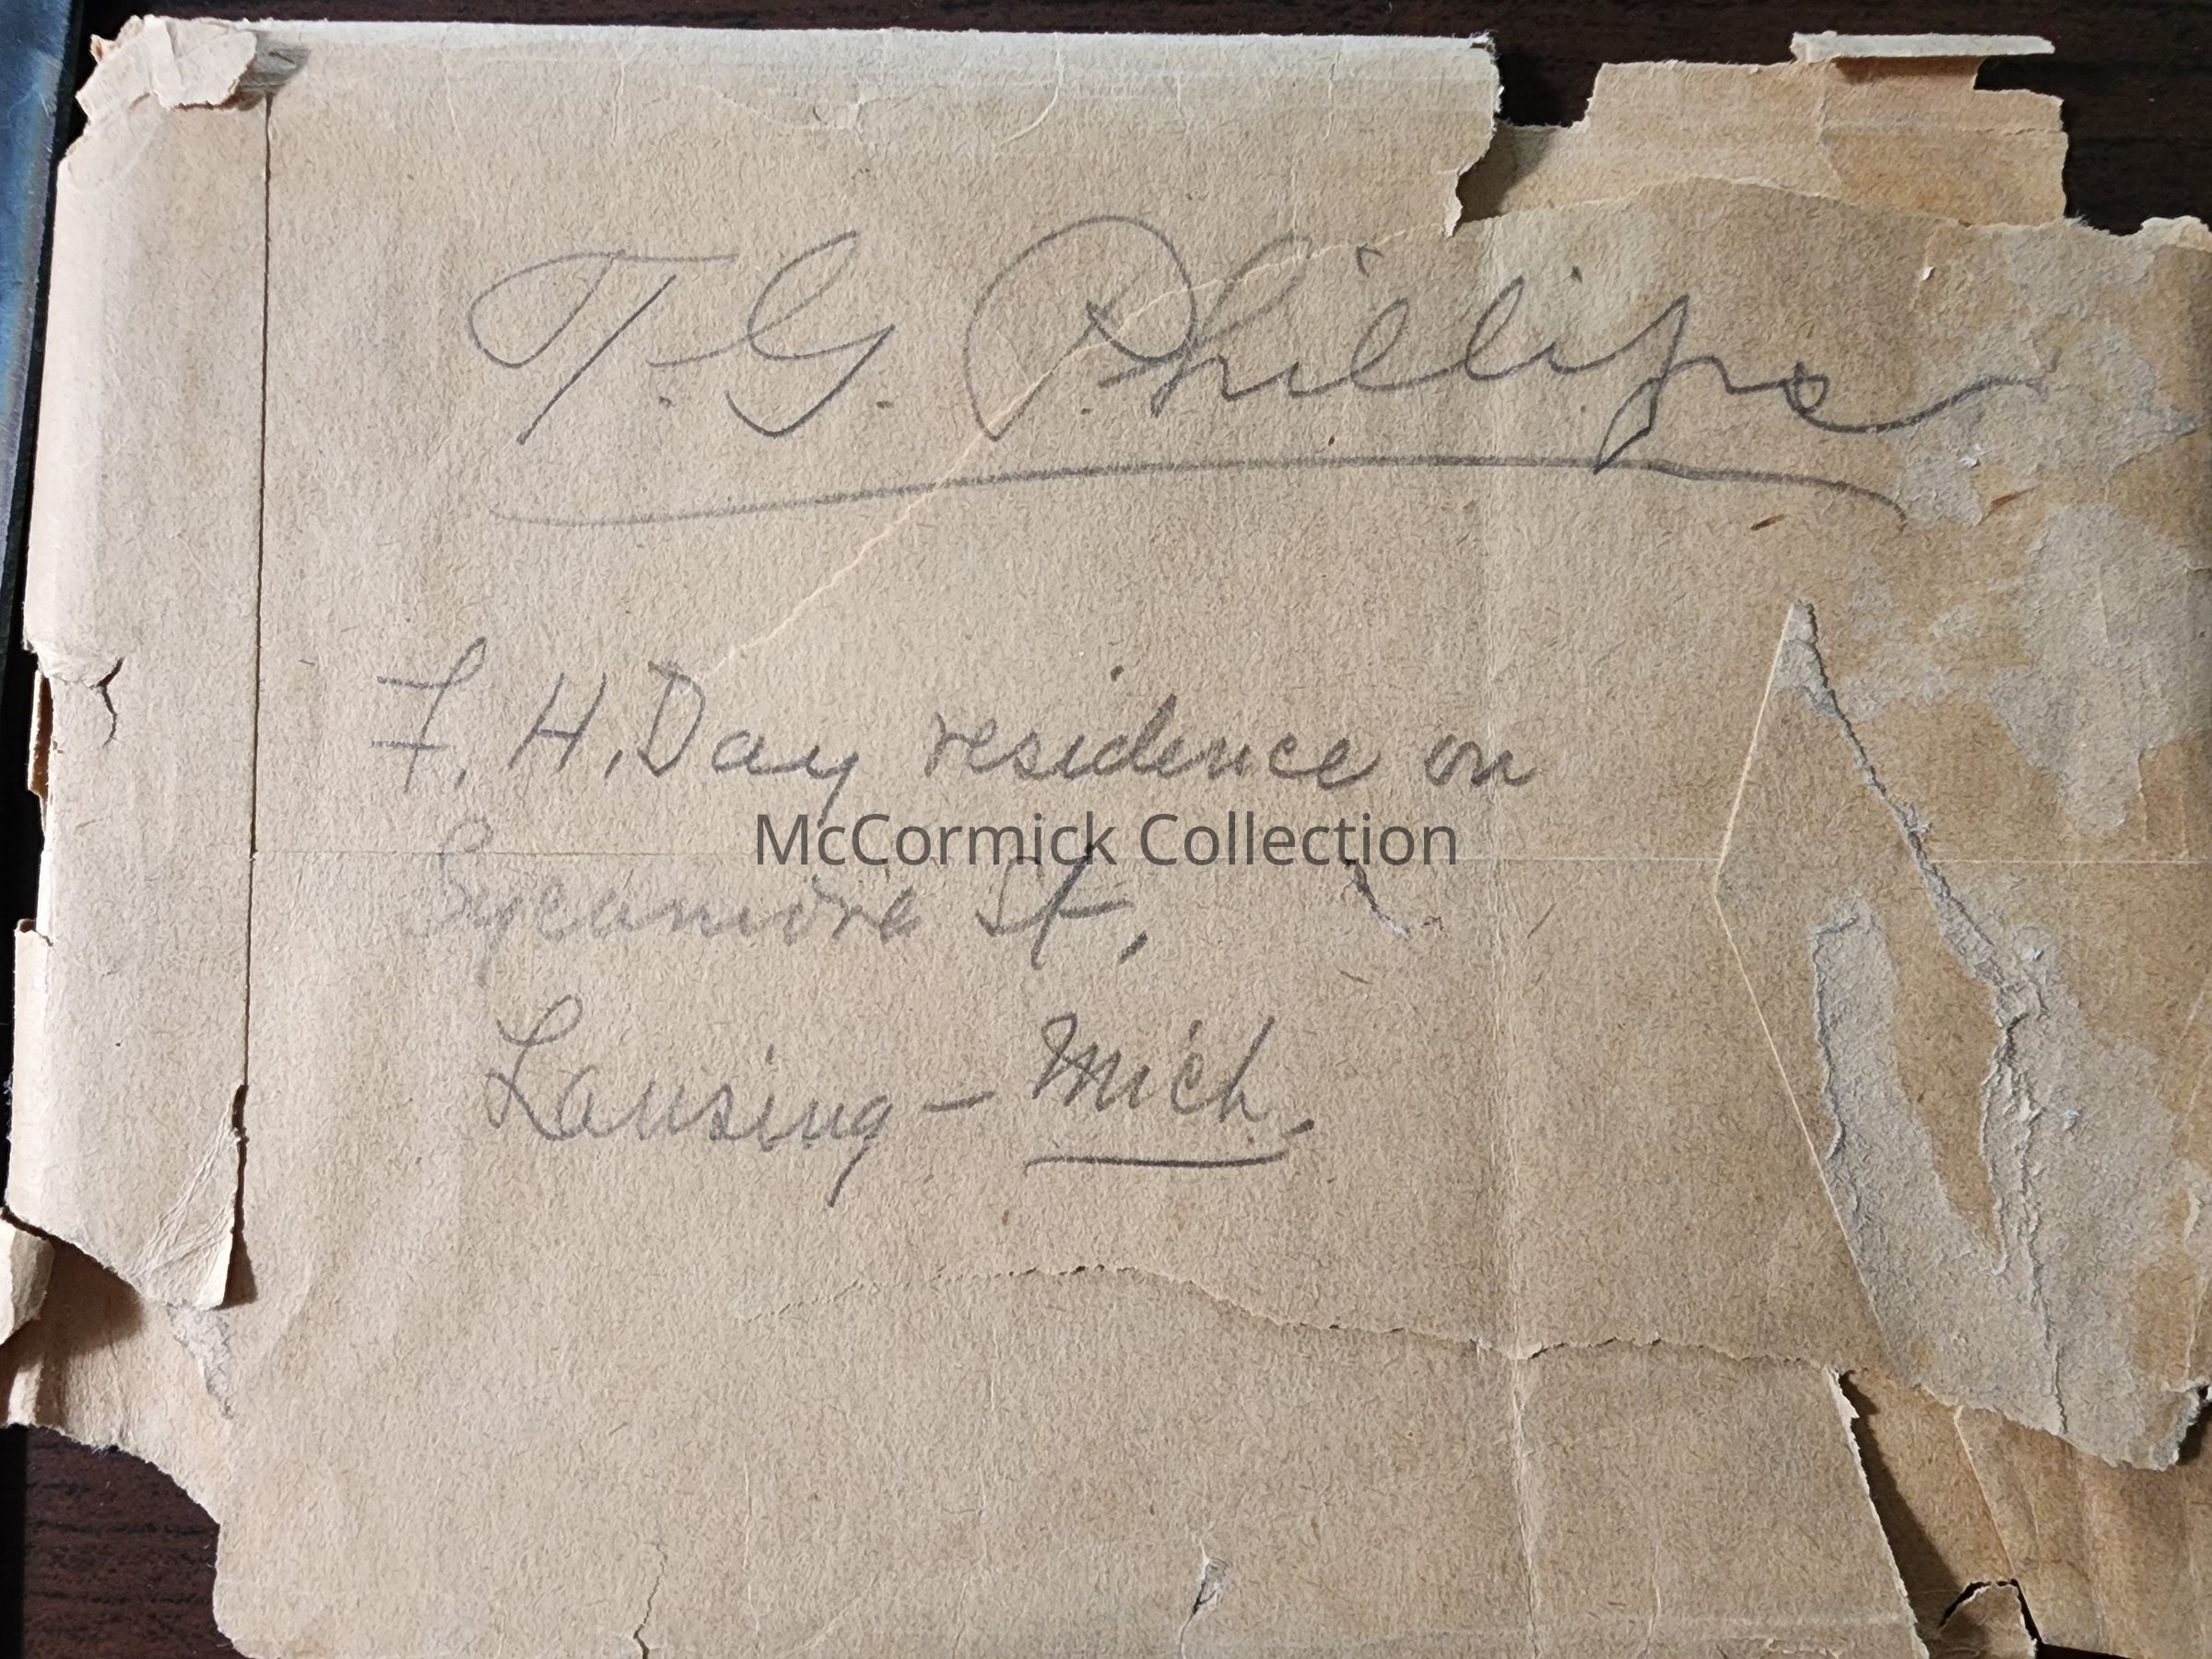 T. G. Phillips
F. H. Day residence on
McCormick Collection
Sycamore St,
Lansing - Mich.